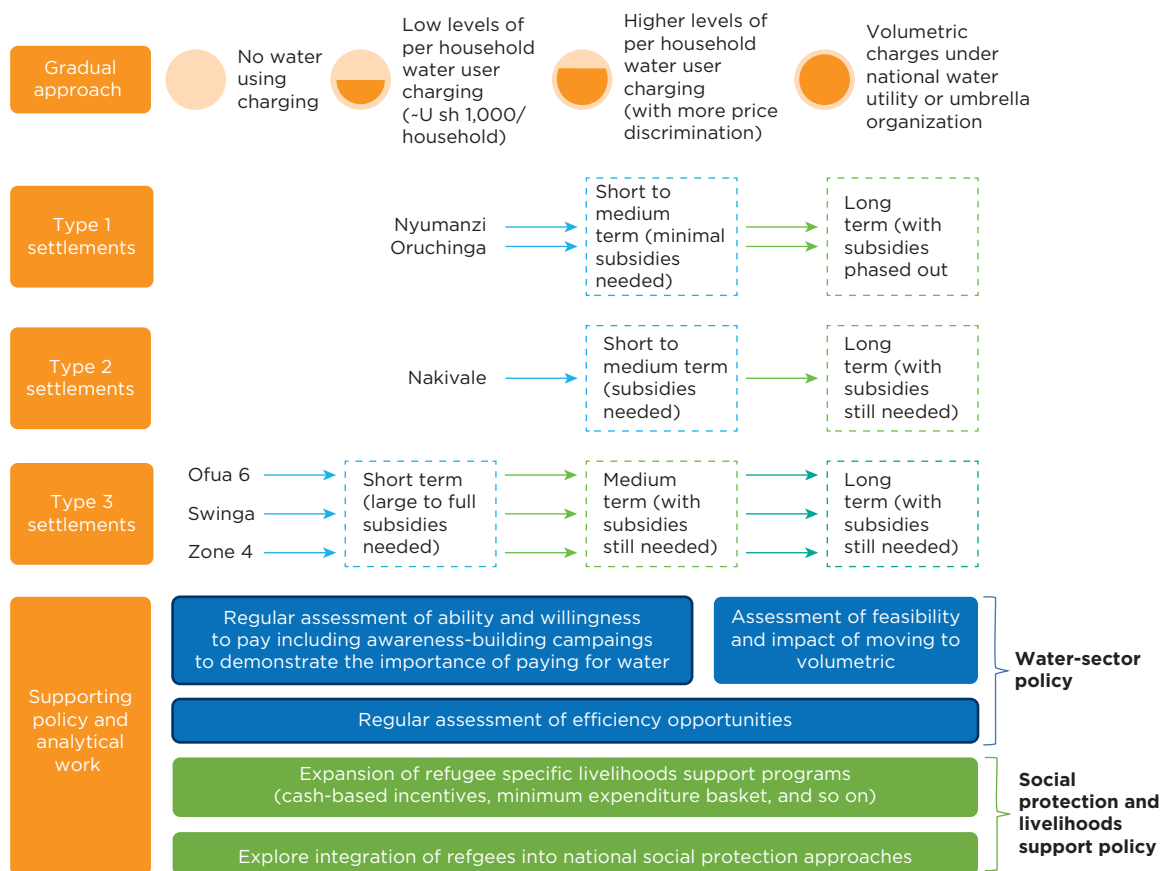 Gradual
approach
No water
using
charging
Low levels of
per household
water user
charging
(~U sh 1,000/
household)
Higher levels of
per household
water user
charging
(with more price
discrimination)
Volumetric
charges under
national water
utility or umbrella
organization
Type 1
settlements
Nyumanzi
Oruchinga
Short to
medium
term (minimal
subsidies
needed)
Long
term (with
subsidies
phased out
Type 2
settlements
Nakivale
Short to
medium term
(subsidies
needed)
Long
term (with
subsidies
still needed)
Type 3
settlements
Ofua 6
Swinga
Zone 4
Short term
(large to full
subsidies
needed)
Medium
term (with
subsidies
still needed)
Long
term (with
subsidies
still needed)
Supporting
policy and
analytical
work
Regular assessment of ability and willingness
to pay including awareness-building campaings
to demonstrate the importance of paying for water
Assessment of feasibility
and impact of moving to
volumetric
Regular assessment of efficiency opportunities
Water-sector
policy
Expansion of refugee specific livelihoods support programs
(cash-based incentives, minimum expenditure basket, and so on)
Explore integration of refgees into national social protection approaches
Social
protection and
livelihoods
support policy